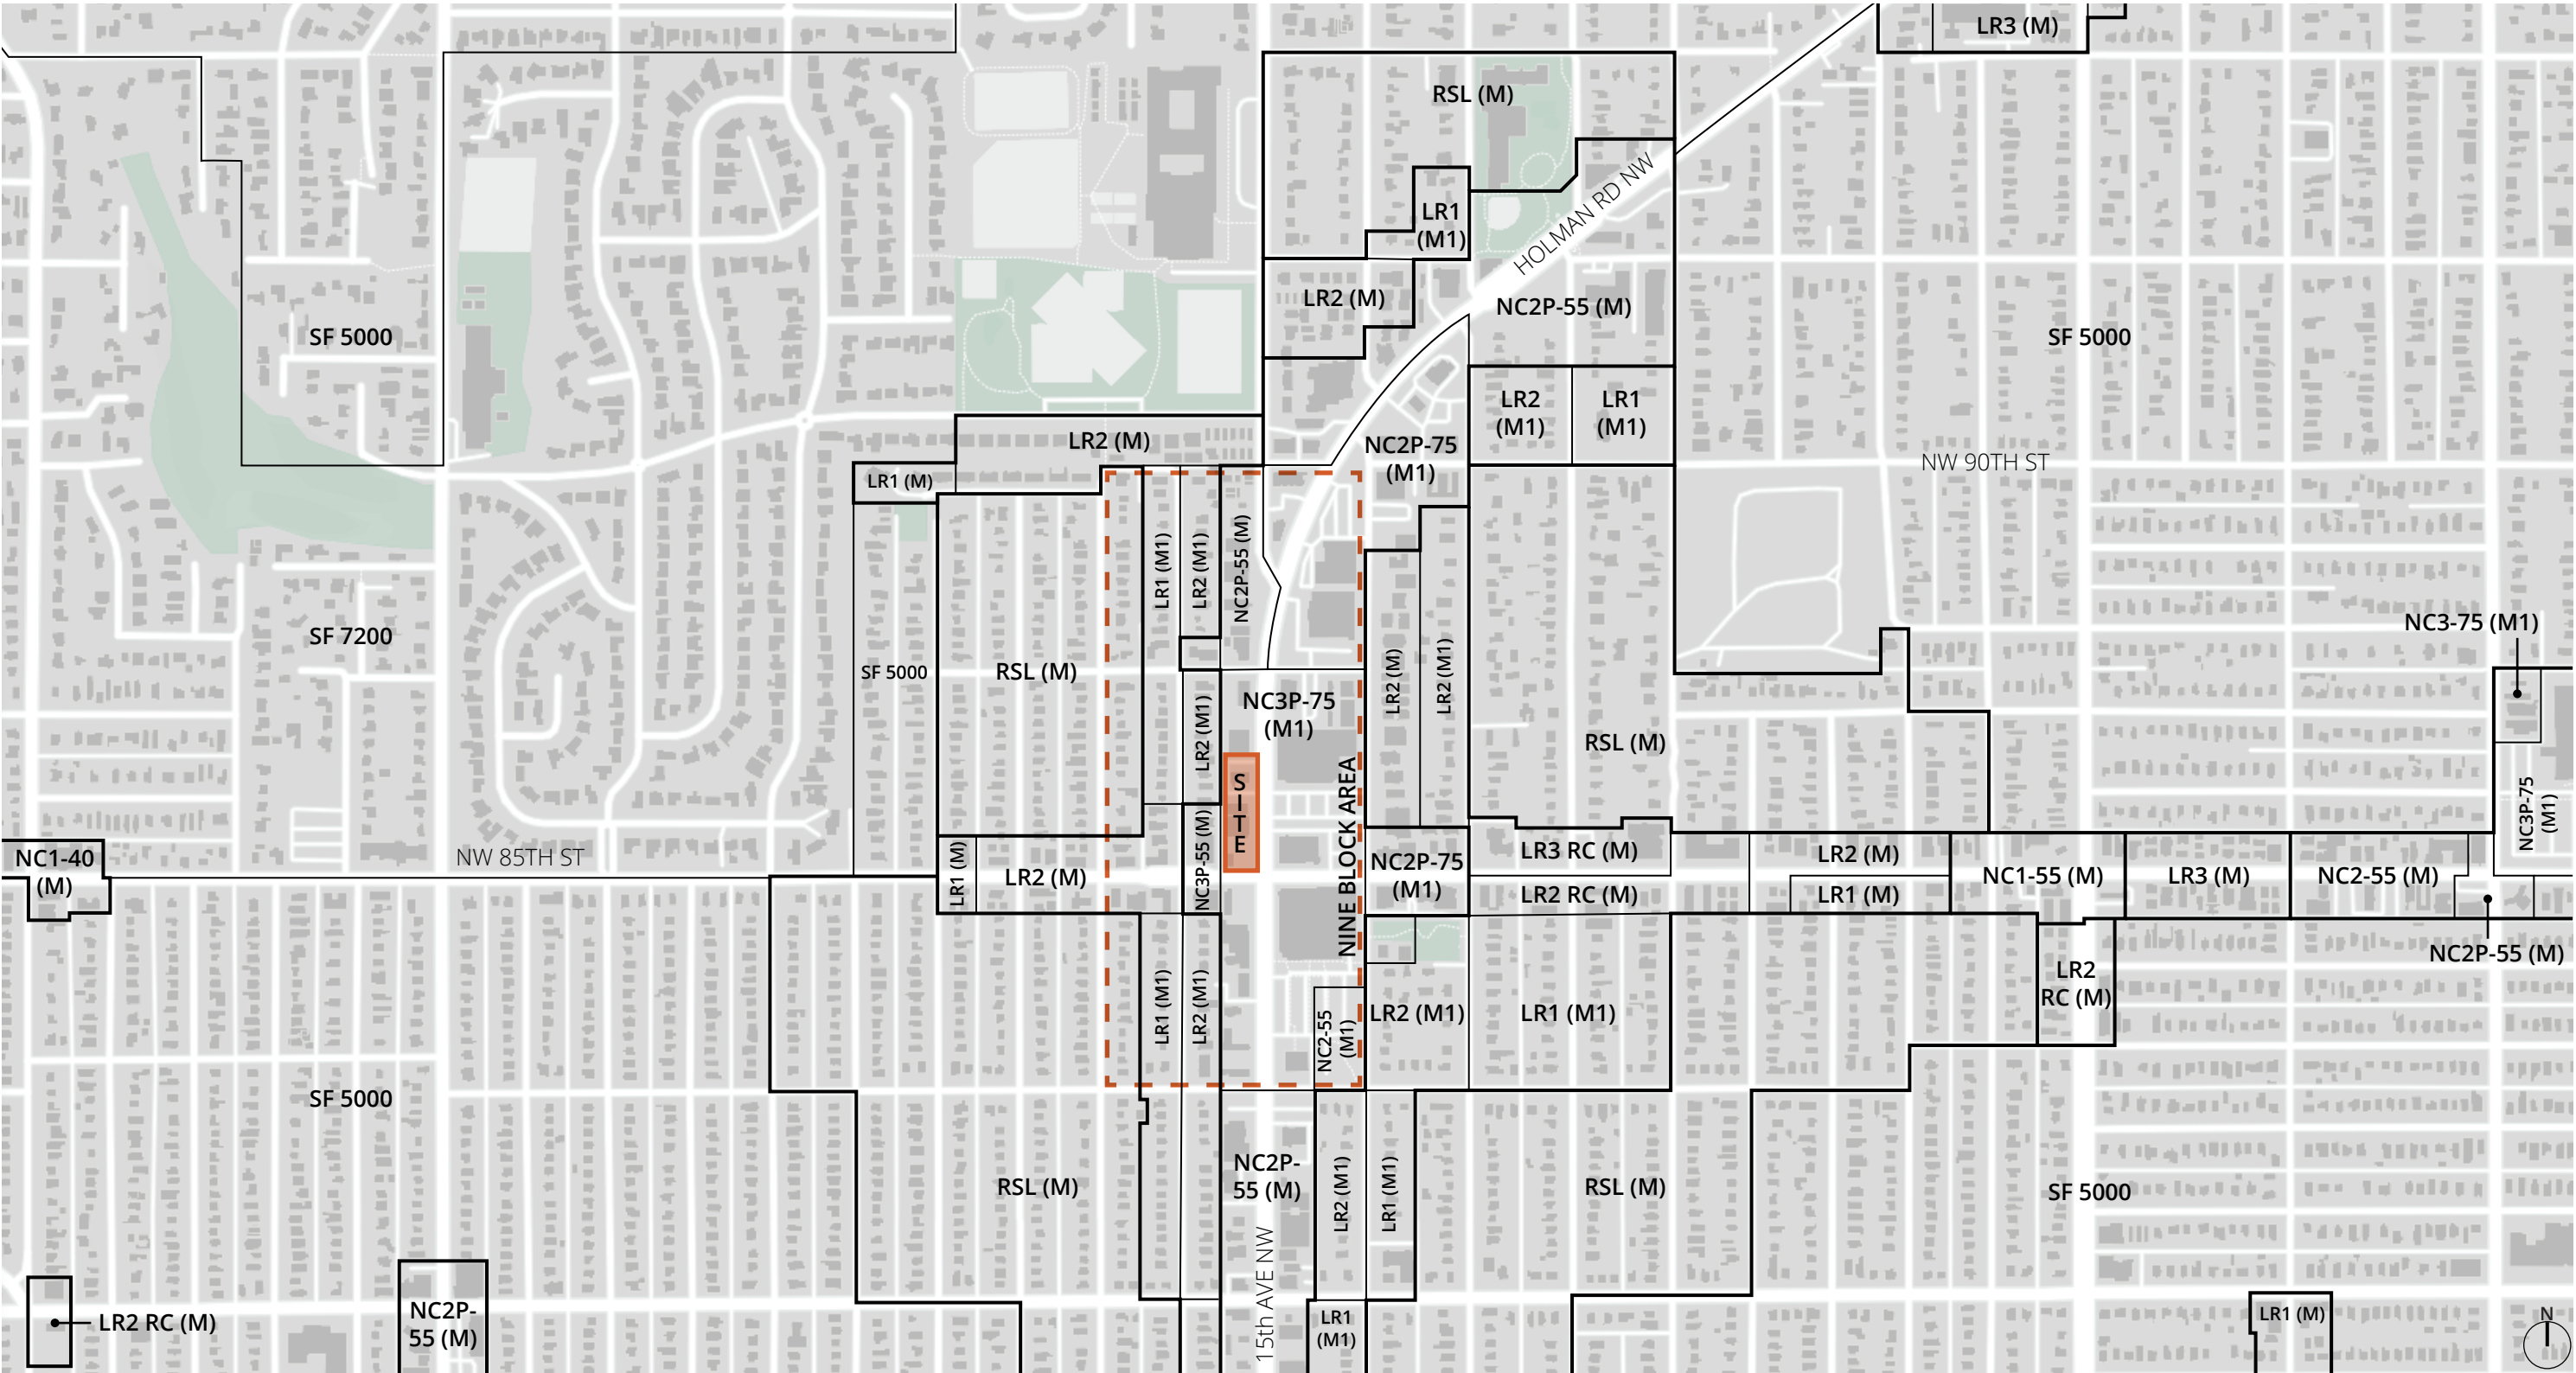 LR3 (M)
RSL (M)
LR1
(M1)
HOLMAN RD NW
LR2 (M)
NC2P-55 (M)
SF 5000
SF 5000
LR2
(M1)
LR1
(M1)
LR2 (M)
NC2P-75
(M1)
NW 90TH ST
LR1 (M)
LR1 (M1)
LR2 (M1)
NC2P-55 (M)
SF 7200
NC3-75 (M1)
SF 5000
RSL (M)
LR2 (M)
LR2 (M1)
NC3P-75
(M1)
LR2 (M1)
RSL (M)
SITE
NINE BLOCK AREA
NC3P-75
(M1)
NC1-40
(M)
NW 85TH ST
LR1 (M)
LR2 (M)
NC3P-55 (M)
NC2P-75
(M1)
LR3 RC (M)
LR2 RC (M)
LR2 (M)
LR1 (M)
NC1-55 (M)
LR3 (M)
NC2-55 (M)
NC2P-55 (M)
LR2
RC (M)
LR1 (M1)
LR2 (M1)
NC2-55
(M1)
LR2 (M1)
LR1 (M1)
SF 5000
RSL (M)
NC2P-
55 (M)
LR2 (M1)
LR1 (M1)
RSL (M)
SF 5000
15th AVE NW
LR2 RC (M)
NC2P-
55 (M)
LR1
(M1)
LR1 (M)
N